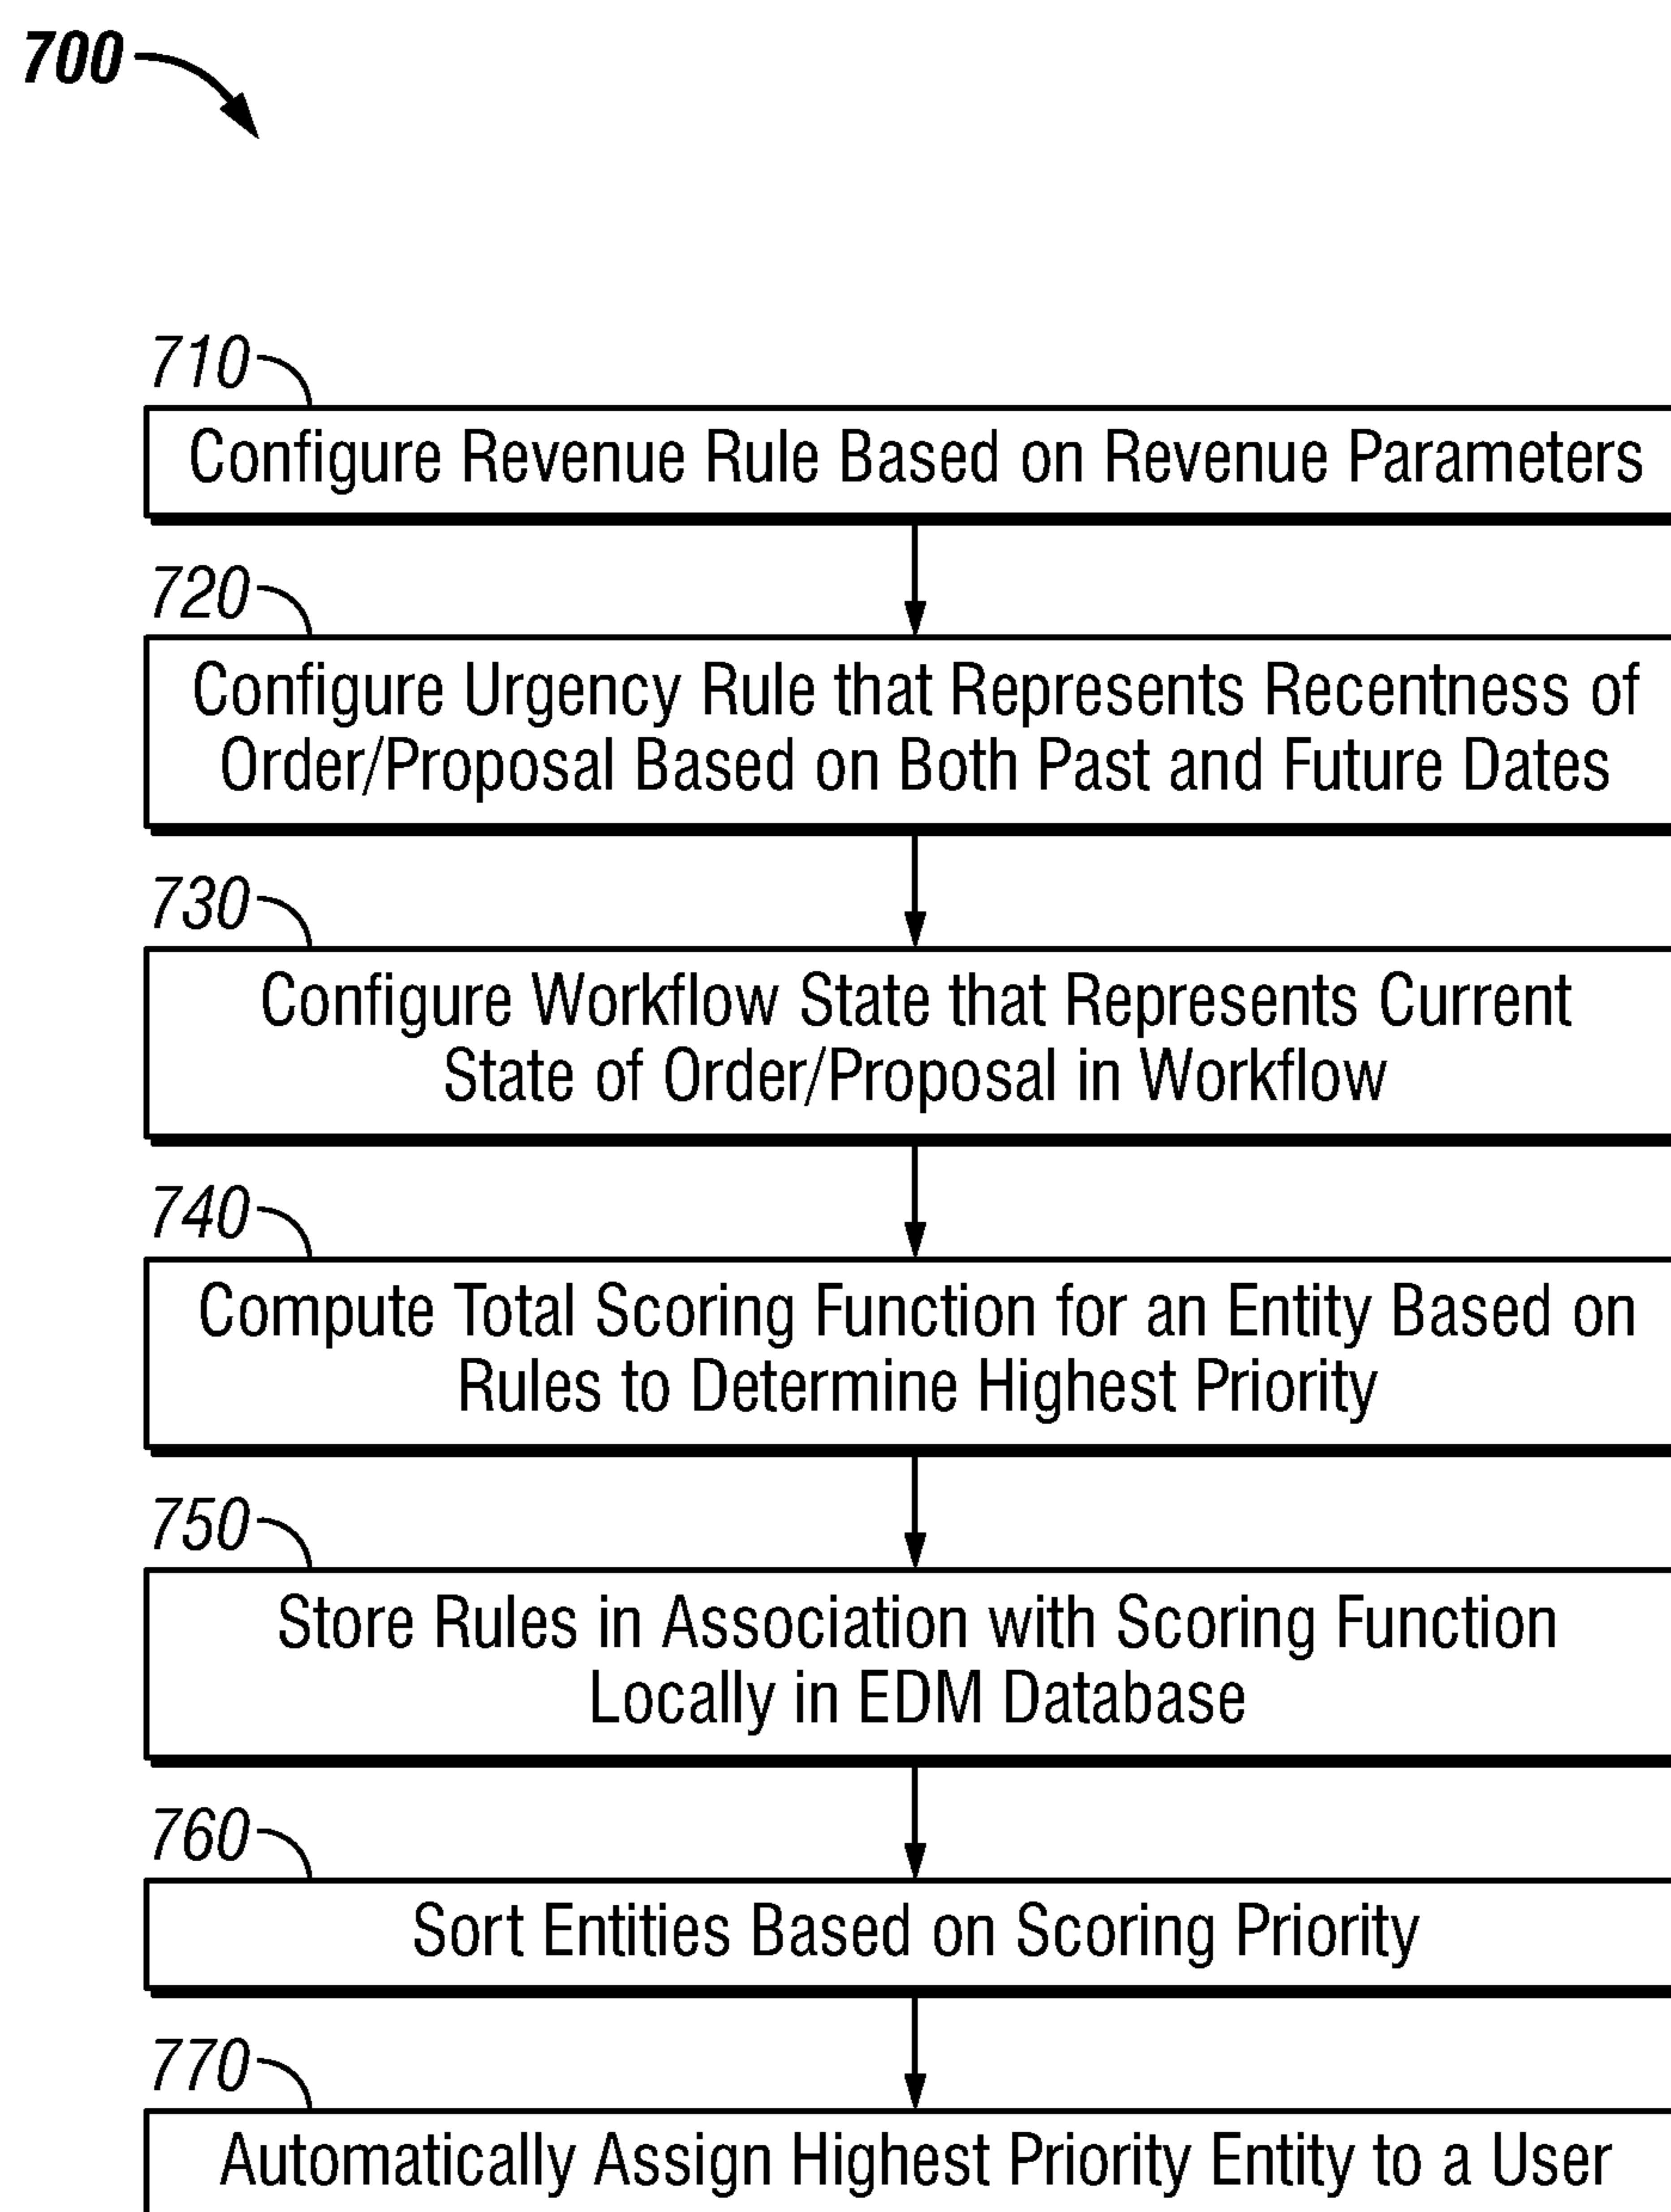 700
710
Configure Revenue Rule Based on Revenue Parameters
720
Configure Urgency Rule that Represents Recentness of
Order/Proposal Based on Both Past and Future Dates
730
Configure Workflow State that Represents Current
State of Order/Proposal in Workflow
740
Compute Total Scoring Function for an Entity Based on
Rules to Determine Highest Priority
750
Store Rules in Association with Scoring Function
Locally in EDM Database
760
Sort Entities Based on Scoring Priority
770
Automatically Assign Highest Priority Entity to a User